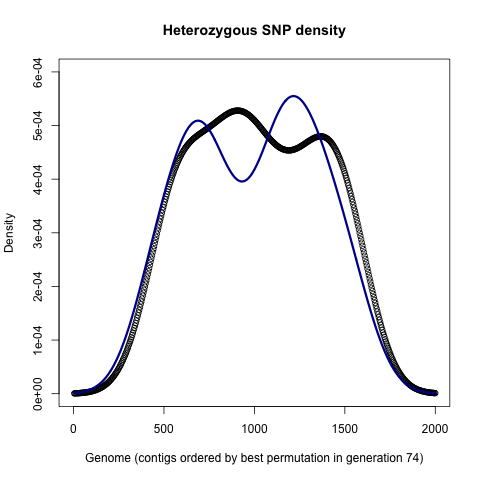 Heterozygous SNP density
6e-04
5e-04
4e-04
3e-04
2e-04
1e-04
0e+00
Density
0 500 1000 1500 2000
Genome (contigs ordered by best permutation in generation 74)